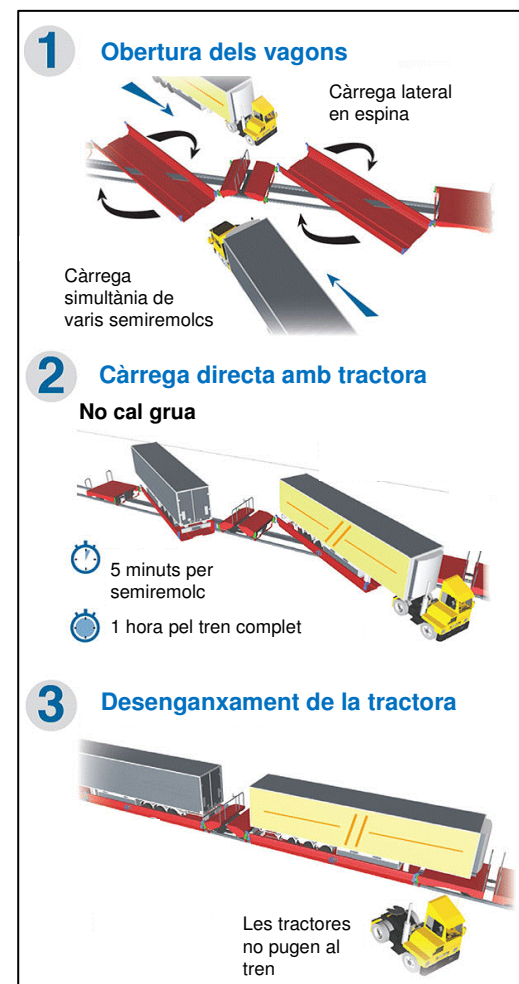 1 Obertura dels vagons
Càrrega lateral
en espina
Càrrega
simultània de
varis semiremolcs
2 Càrrega directa amb tractora
No cal grua
5 minuts per
semiremolc
1 hora pel tren complet
3 Desenganxament de la tractora
Les tractores
no pugen al
tren